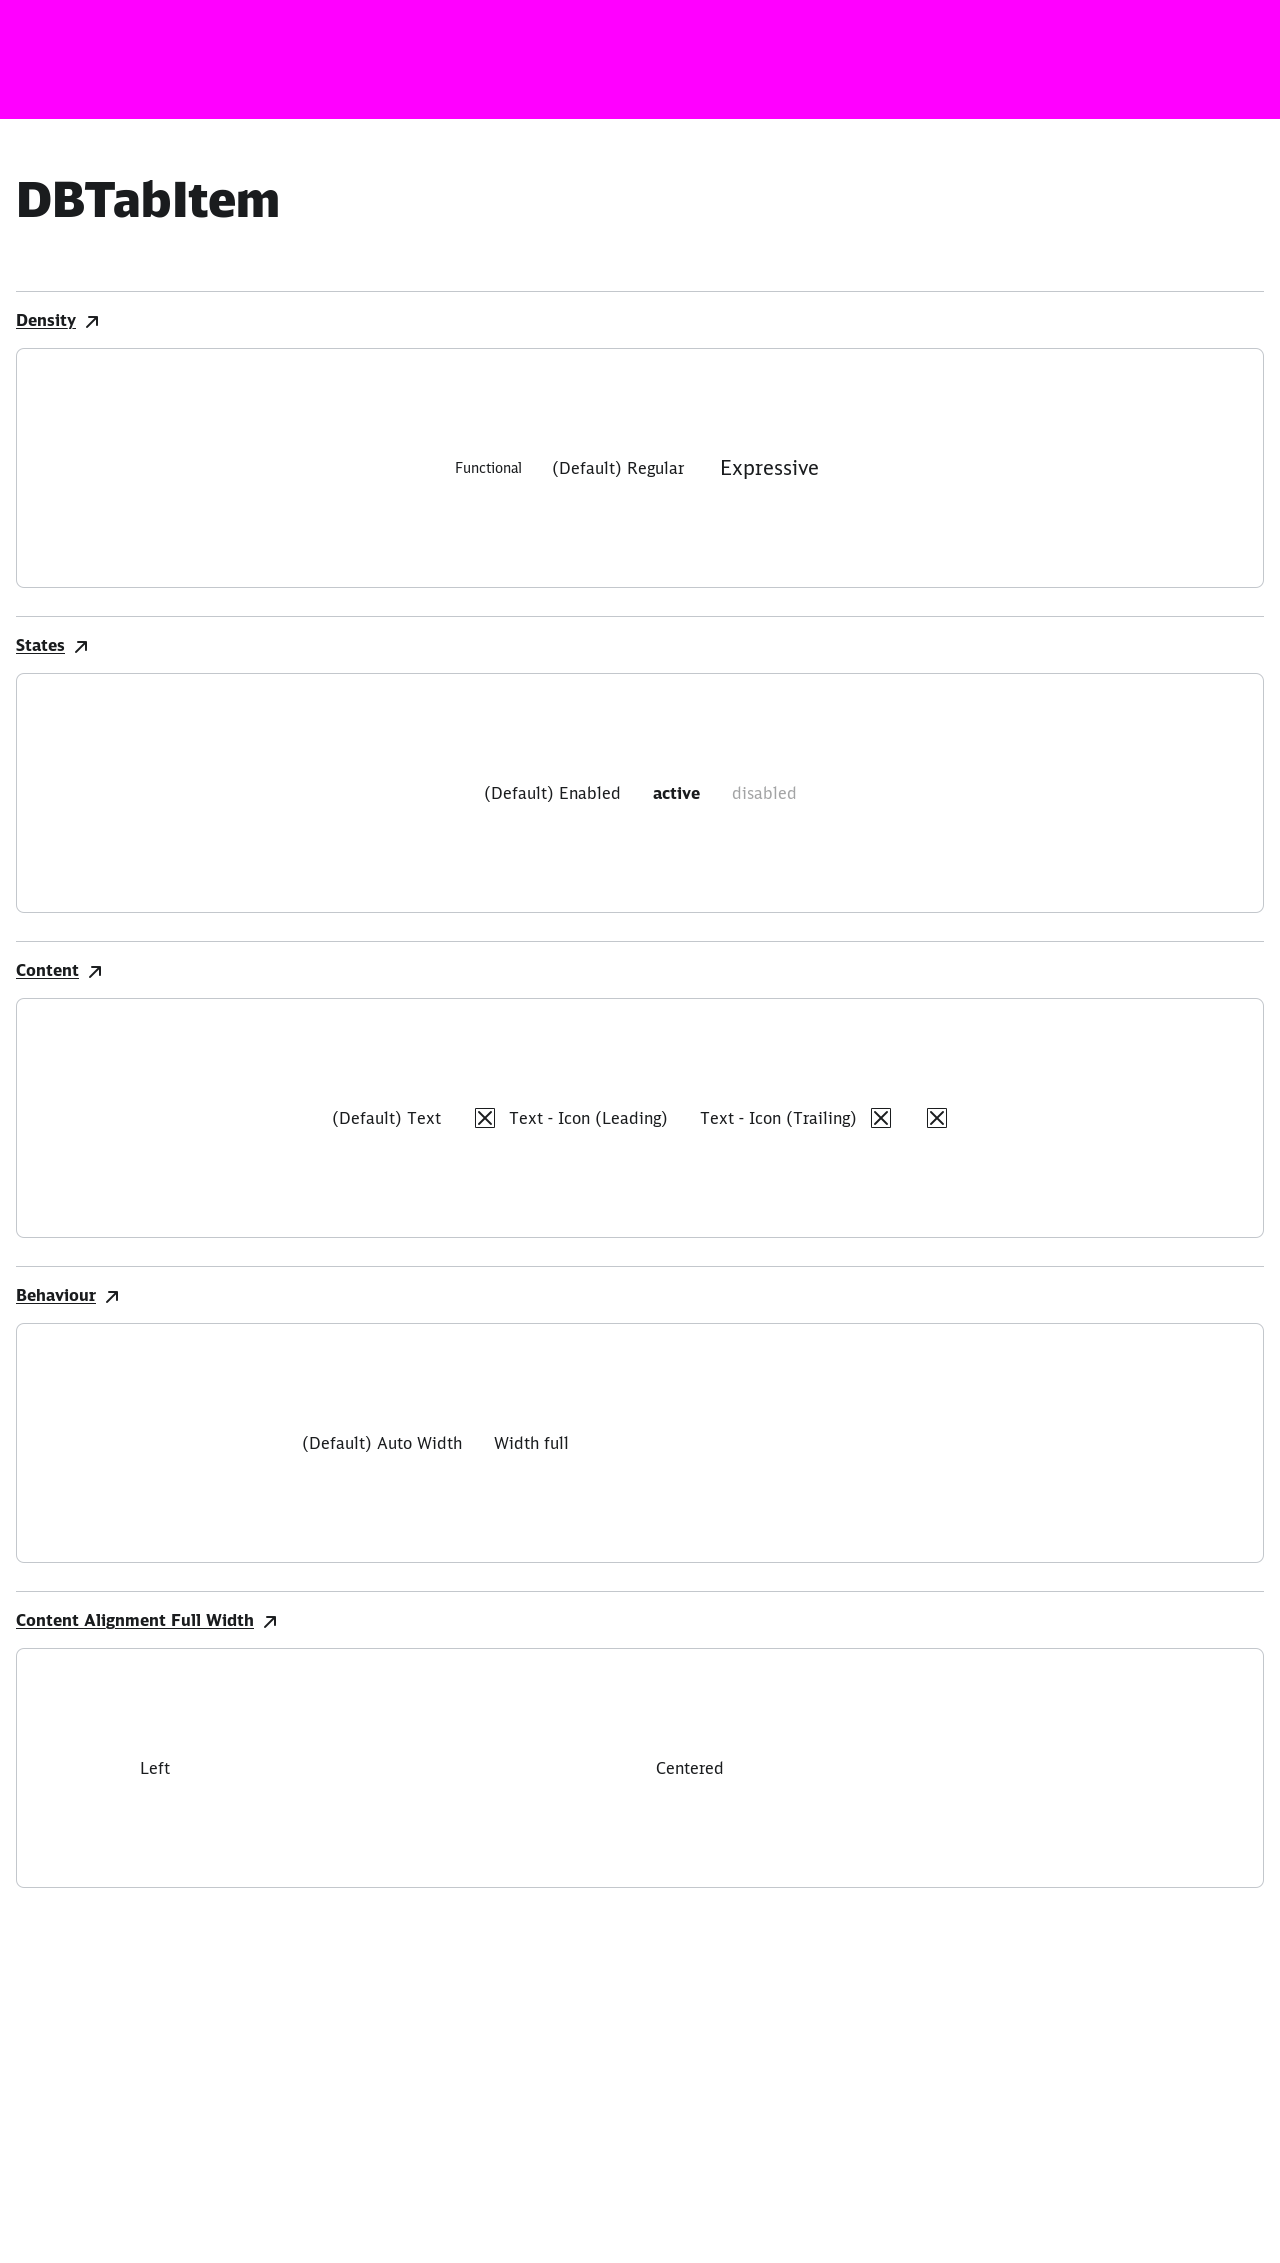 DBTabItem
Density
Functional (Default) Regular Expressive
States
(Default) Enabled active disabled
Content
(Default) Text Text - Icon (Leading) Text - Icon (Trailing)
Behaviour
(Default) Auto Width Width full
Content Alignment Full Width
Left Centered